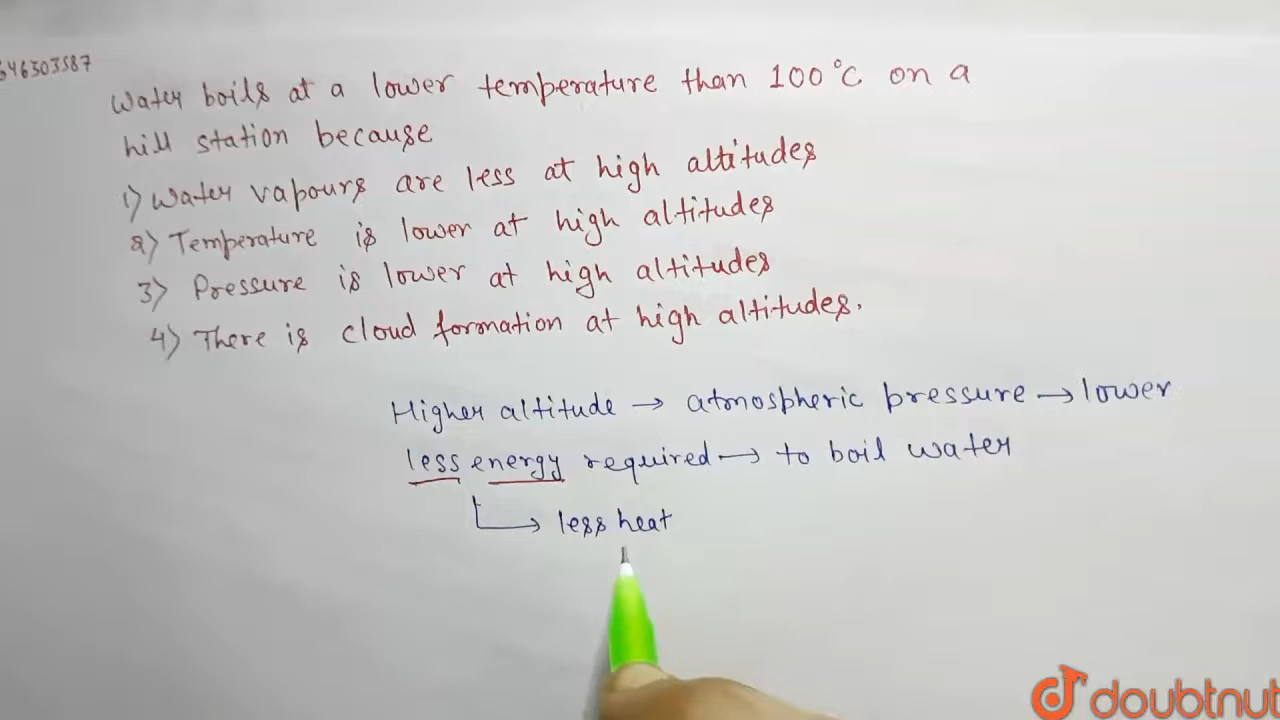 646303587
Water boils at a lower temperature than 100°C on a
hill station because
1) Water vapours are less at high altitudes
2) Temperature is lower at high altitudes
3) Pressure is lower at high altitudes
4) There is cloud formation at high altitudes.
Higher altitude → atmospheric pressure → lower
less energy required → to boil water
→ less heat
doubtnut